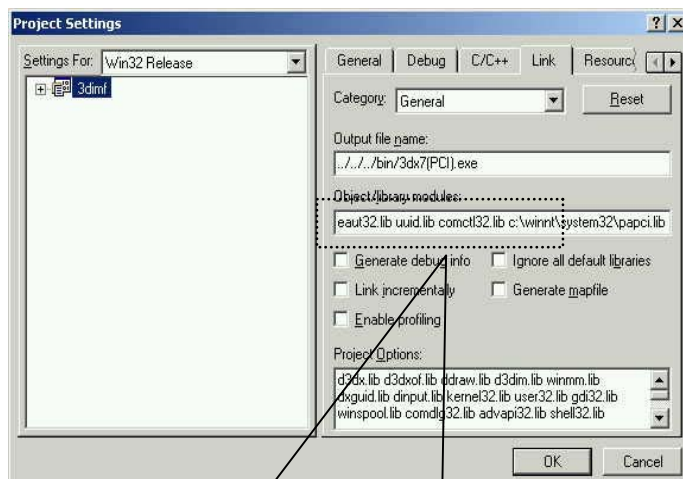 Project Settings
Settings For: Win32 Release
3dimf
General Debug C/C++ Link Resourc
Category: General Reset
Output file name:
../../../bin/3dx7(PCI).exe
Object/library modules:
eaut32.lib uuid.lib comctl32.lib c:\winnt\system32\papci.lib
Generate debug info Ignore all default libraries
Link incrementally Generate mapfile
Enable profiling
Project Options:
d3dx.lib d3dxof.lib ddraw.lib d3dim.lib winmm.lib
dxguid.lib dinput.lib kernel32.lib user32.lib gdi32.lib
winspool.lib comdlg32.lib advapi32.lib shell32.lib
OK Cancel